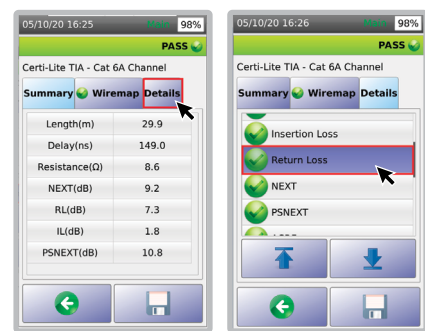 05/10/20 16:25 98%
PASS
Certi-Lite TIA - Cat 6A Channel
Summary Wiremap Details
Length(m) 29.9
Delay(ns) 149.0
Resistance(Ω) 8.6
NEXT(dB) 9.2
RL(dB) 7.3
IL(dB) 1.8
PSNEXT(dB) 10.8
05/10/20 16:26 98%
PASS
Certi-Lite TIA - Cat 6A Channel
Summary Wiremap Details
Insertion Loss
Return Loss
NEXT
PSNEXT